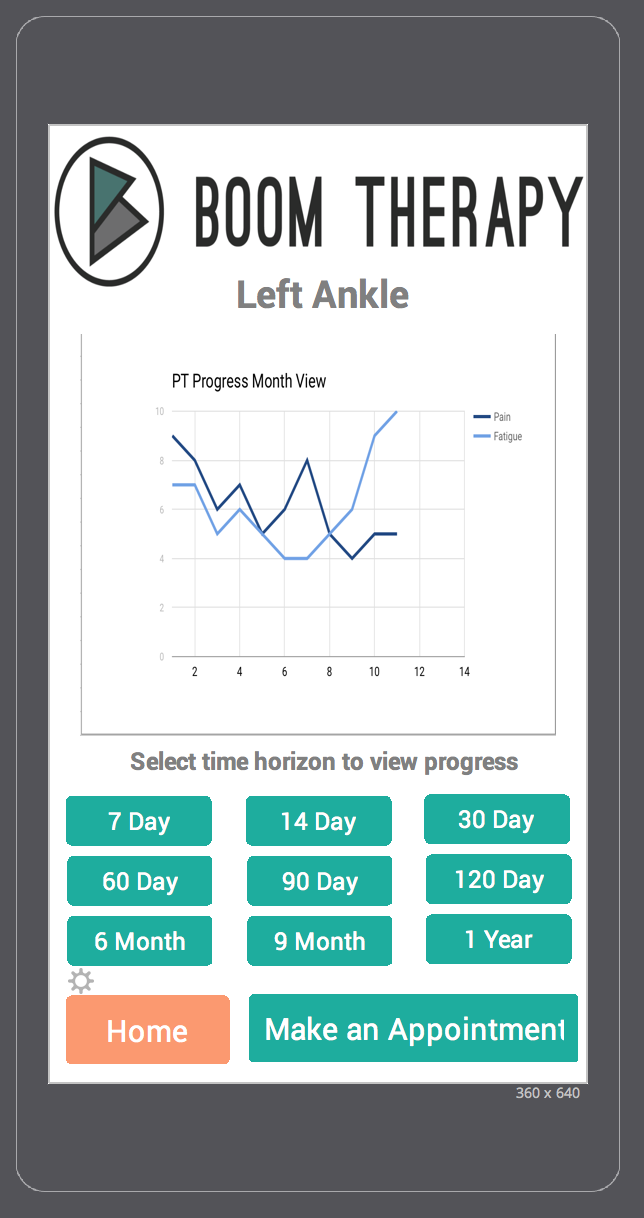 BOOM THERAPY
Left Ankle
PT Progress Month View
10
8
6
4
2
0
2 4 6 8 10 12 14
Pain
Fatigue
Select time horizon to view progress
7 Day 14 Day 30 Day
60 Day 90 Day 120 Day
6 Month 9 Month 1 Year
Home Make an Appointment
360 x 640